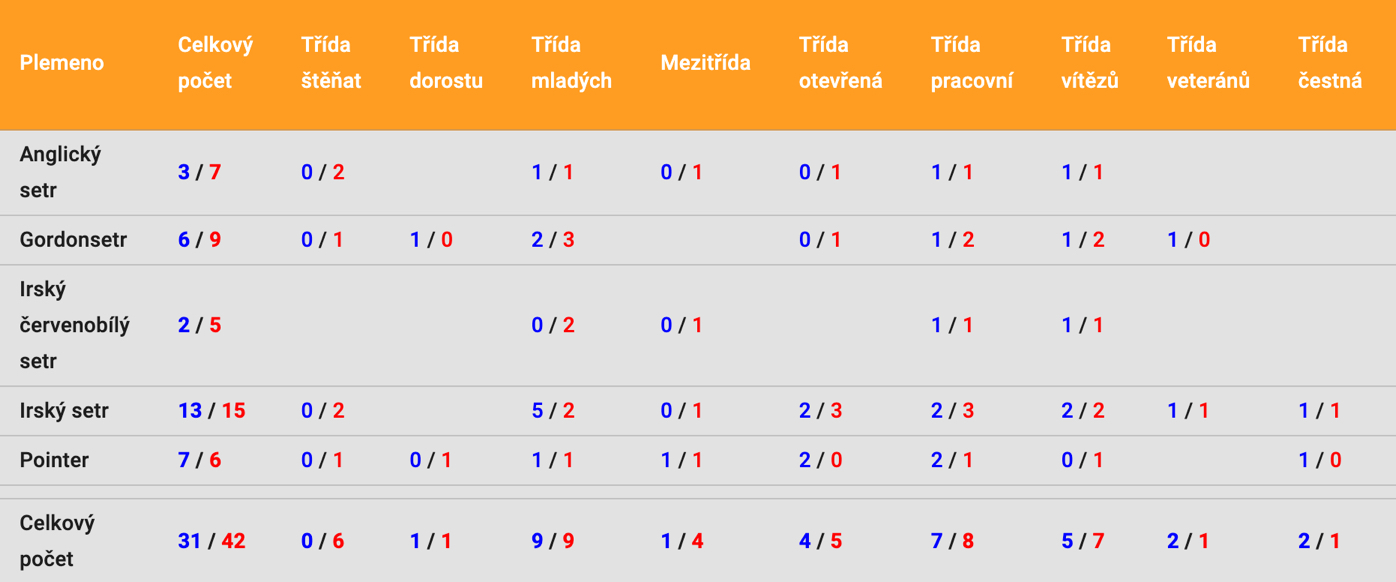 Plemeno Celkový počet Třída štěňat Třída dorostu Třída mladých Mezitřída Třída otevřená Třída pracovní Třída vítězů Třída veteránů Třída čestná
Anglický setr 3 / 7 0 / 2 1 / 1 0 / 1 0 / 1 1 / 1 1 / 1
Gordonsetr 6 / 9 0 / 1 1 / 0 2 / 3 0 / 1 1 / 2 1 / 2 1 / 0
Irský červenobílý setr 2 / 5 0 / 2 0 / 1 1 / 1 1 / 1
Irský setr 13 / 15 0 / 2 5 / 2 0 / 1 2 / 3 2 / 3 2 / 2 1 / 1 1 / 1
Pointer 7 / 6 0 / 1 0 / 1 1 / 1 1 / 1 2 / 0 2 / 1 0 / 1 1 / 0
Celkový počet 31 / 42 0 / 6 1 / 1 9 / 9 1 / 4 4 / 5 7 / 8 5 / 7 2 / 1 2 / 1